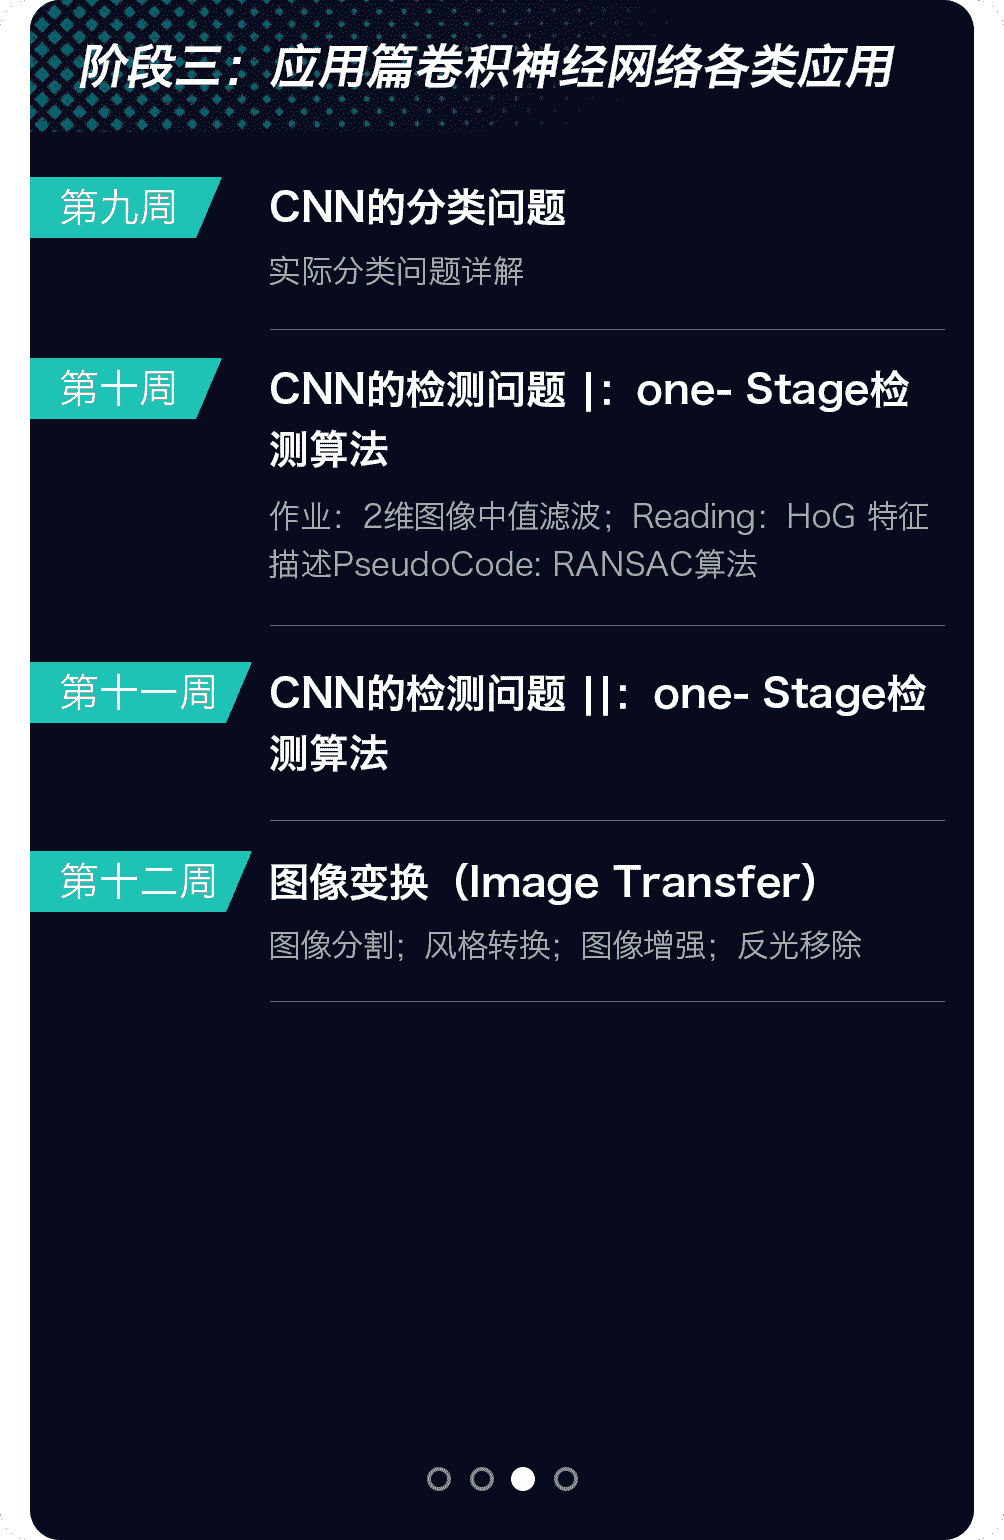 阶段三：应用篇卷积神经网络各类应用
第九周
CNN的分类问题
实际分类问题详解
第十周
CNN的检测问题 |：one- Stage检
测算法
作业：2维图像中值滤波；Reading：HoG 特征
描述PseudoCode: RANSAC算法
第十一周
CNN的检测问题 ||：one- Stage检
测算法
第十二周
图像变换（Image Transfer）
图像分割；风格转换；图像增强；反光移除